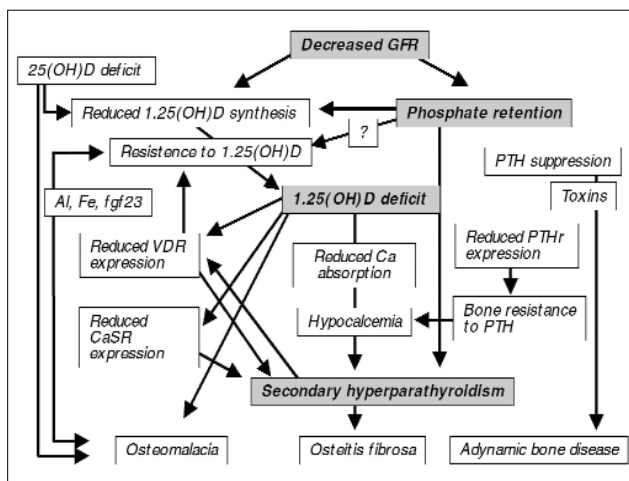 Decreased GFR
25(OH)D deficit
Reduced 1.25(OH)D synthesis
Phosphate retention
?
Resistence to 1.25(OH)D
PTH suppression
Al, Fe, fgf23
1.25(OH)D deficit
Toxins
Reduced VDR
expression
Reduced Ca
absorption
Reduced PTHr
expression
Reduced
CaSR
expression
Hypocalcemia
Bone resistance
to PTH
Secondary hyperparathyroidism
Osteomalacia
Osteitis fibrosa
Adynamic bone disease